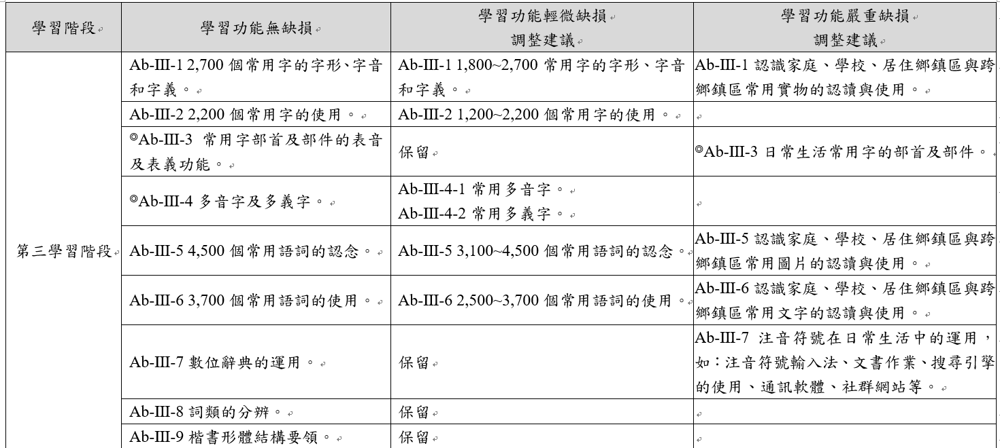 學習階段
學習功能無缺損
學習功能輕微缺損
調整建議
學習功能嚴重缺損
調整建議
第三學習階段
Ab-III-1 2,700 個常用字的字形、字音
和字義。
Ab-III-1 1,800~2,700 常用字的字形、字音
和字義。
Ab-III-1 認識家庭、學校、居住鄉鎮區與跨
鄉鎮區常用實物的認讀與使用。
Ab-III-2 2,200 個常用字的使用。
Ab-III-2 1,200~2,200 個常用字的使用。
◎Ab-III-3 常用字部首及部件的表音
及表義功能。
保留
◎Ab-III-3 日常生活常用字的部首及部件。
◎Ab-III-4 多音字及多義字。
Ab-III-4-1 常用多音字。
Ab-III-4-2 常用多義字。
Ab-III-5 4,500 個常用語詞的認念。
Ab-III-5 3,100~4,500 個常用語詞的認念。
Ab-III-5 認識家庭、學校、居住鄉鎮區與跨
鄉鎮區常用圖片的認讀與使用。
Ab-III-6 3,700 個常用語詞的使用。
Ab-III-6 2,500~3,700 個常用語詞的使用。
Ab-III-6 認識家庭、學校、居住鄉鎮區與跨
鄉鎮區常用文字的認讀與使用。
Ab-III-7 數位辭典的運用。
保留
Ab-III-7 注音符號在日常生活中的運用，
如：注音符號輸入法、文書作業、搜尋引擎
的使用、通訊軟體、社群網站等。
Ab-III-8 詞類的分辨。
保留
Ab-III-9 楷書形體結構要領。
保留